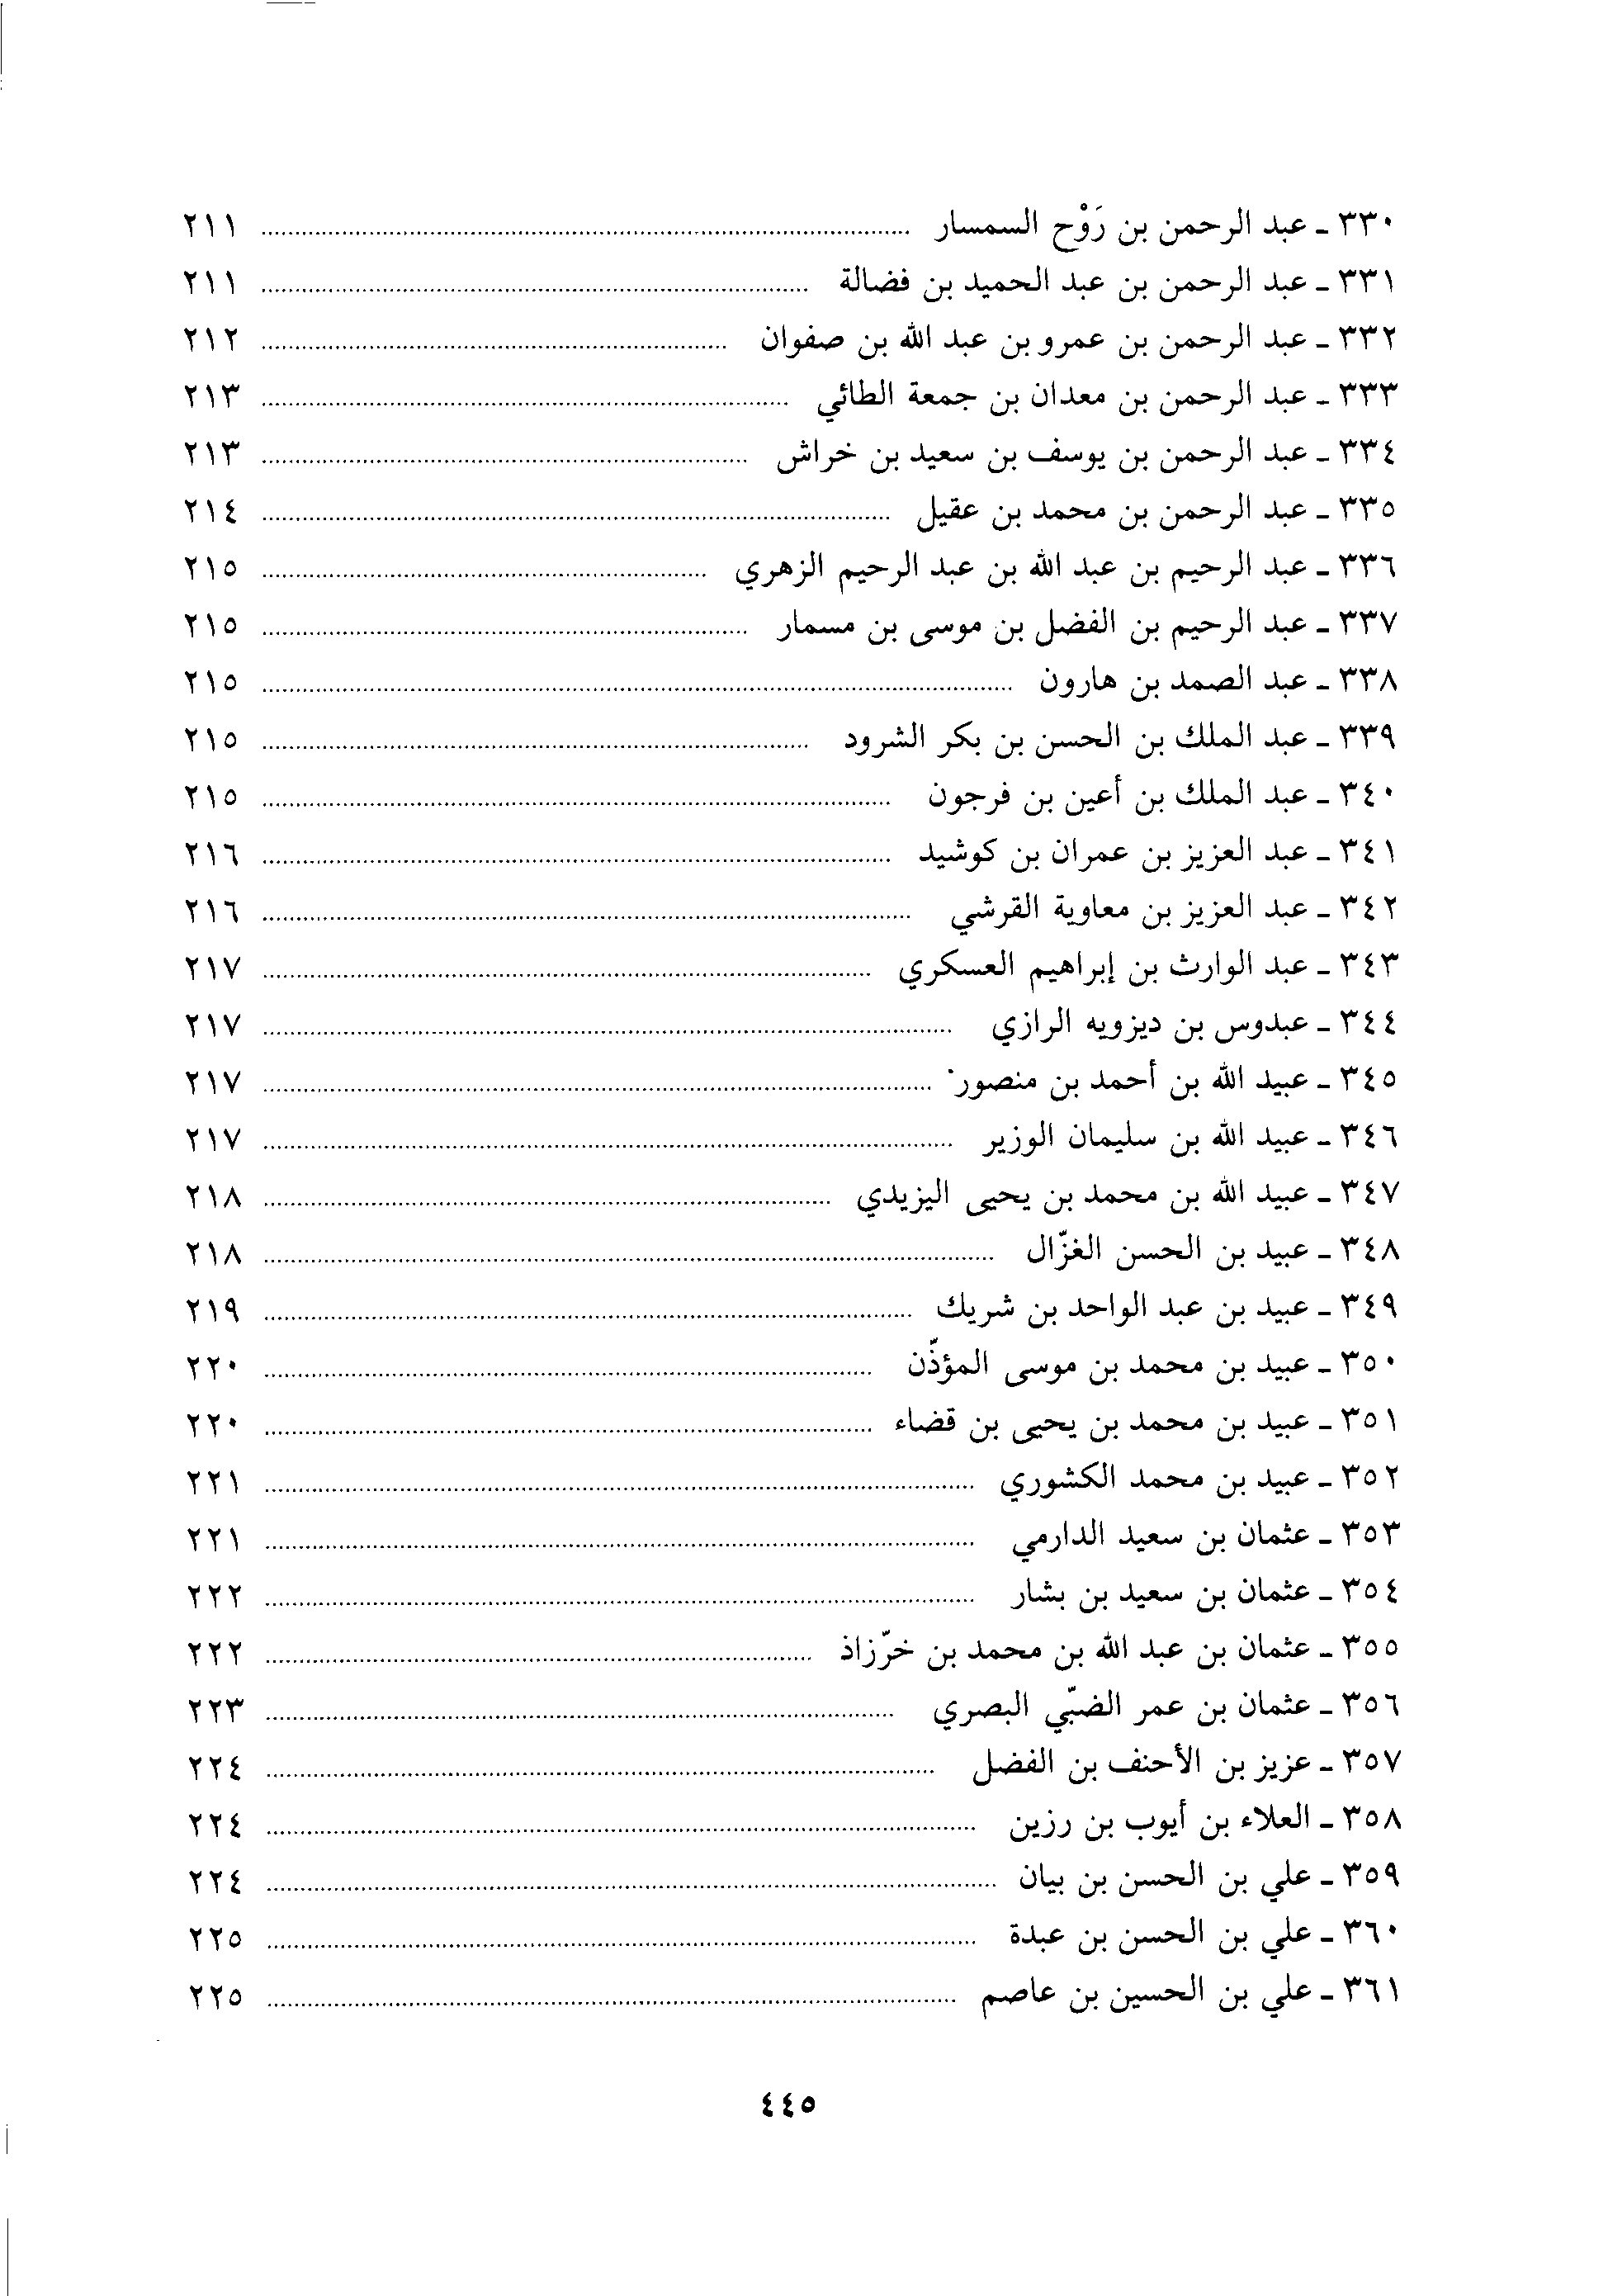 ٣٣٠ ـ عبد الرحمن بن رَوْح السمسار ........ ٢١١
٣٣١ ـ عبد الرحمن بن عبد الحميد بن فضالة ........ ٢١١
٣٣٢ ـ عبد الرحمن بن عمرو بن عبد الله بن صفوان ........ ٢١٢
٣٣٣ ـ عبد الرحمن بن معدان بن جمعة الطائي ........ ٢١٣
٣٣٤ ـ عبد الرحمن بن يوسف بن سعيد بن خراش ........ ٢١٣
٣٣٥ ـ عبد الرحمن بن محمد بن عقيل ........ ٢١٤
٣٣٦ ـ عبد الرحيم بن عبد الله بن عبد الرحيم الزهري ........ ٢١٥
٣٣٧ ـ عبد الرحيم بن الفضل بن موسى بن مسمار ........ ٢١٥
٣٣٨ ـ عبد الصمد بن هارون ........ ٢١٥
٣٣٩ ـ عبد الملك بن الحسن بن بكر الشرود ........ ٢١٥
٣٤٠ ـ عبد الملك بن أعين بن فرجون ........ ٢١٥
٣٤١ ـ عبد العزيز بن عمران بن كوشيد ........ ٢١٦
٣٤٢ ـ عبد العزيز بن معاوية القرشي ........ ٢١٦
٣٤٣ ـ عبد الوارث بن إبراهيم العسكري ........ ٢١٧
٣٤٤ ـ عبدوس بن ديزويه الرازي ........ ٢١٧
٣٤٥ ـ عبيد الله بن أحمد بن منصور ........ ٢١٧
٣٤٦ ـ عبيد الله بن سليمان الوزير ........ ٢١٧
٣٤٧ ـ عبيد الله بن محمد بن يحيى اليزيدي ........ ٢١٨
٣٤٨ ـ عبيد بن الحسن الغزّال ........ ٢١٨
٣٤٩ ـ عبيد بن عبد الواحد بن شريك ........ ٢١٩
٣٥٠ ـ عبيد بن محمد بن موسى المؤذّن ........ ٢٢٠
٣٥١ ـ عبيد بن محمد بن يحيى بن قضاء ........ ٢٢٠
٣٥٢ ـ عبيد بن محمد الكشوري ........ ٢٢١
٣٥٣ ـ عثمان بن سعيد الدارمي ........ ٢٢١
٣٥٤ ـ عثمان بن سعيد بن بشار ........ ٢٢٢
٣٥٥ ـ عثمان بن عبد الله بن محمد بن خرّزاذ ........ ٢٢٢
٣٥٦ ـ عثمان بن عمر الضبّي البصري ........ ٢٢٣
٣٥٧ ـ عزيز بن الأحنف بن الفضل ........ ٢٢٤
٣٥٨ ـ العلاء بن أيوب بن رزين ........ ٢٢٤
٣٥٩ ـ علي بن الحسن بن بيان ........ ٢٢٤
٣٦٠ ـ علي بن الحسن بن عبدة ........ ٢٢٥
٣٦١ ـ علي بن الحسين بن عاصم ........ ٢٢٥
٤٤٥